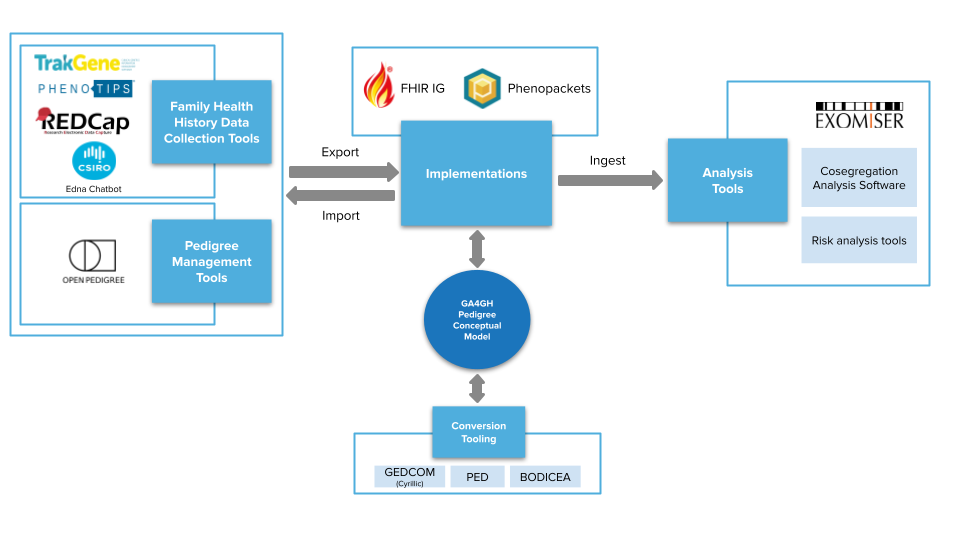 TrakGene
PHENOTIPS
REDCap
Research Electronic Data Capture
CSIRO
Edna Chatbot
Family Health
History Data
Collection Tools
OPEN PEDIGREE
Pedigree
Management
Tools
Export
Import
FHIR IG
Phenopackets
Implementations
Ingest
Analysis
Tools
EXOMISER
Cosegregation
Analysis Software
Risk analysis tools
GA4GH
Pedigree
Conceptual
Model
Conversion
Tooling
GEDCOM
(Cyrillic)
PED
BODICEA